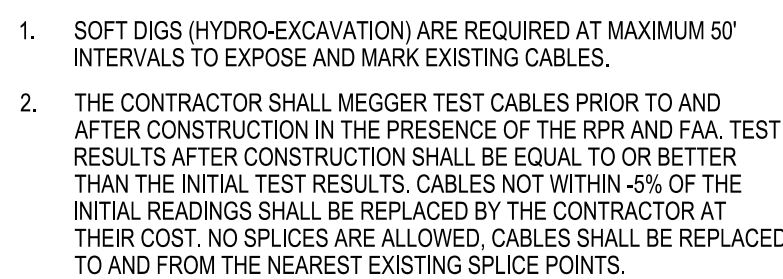 1. SOFT DIGS (HYDRO-EXCAVATION) ARE REQUIRED AT MAXIMUM 50'
INTERVALS TO EXPOSE AND MARK EXISTING CABLES.
2. THE CONTRACTOR SHALL MEGGER TEST CABLES PRIOR TO AND
AFTER CONSTRUCTION IN THE PRESENCE OF THE RPR AND FAA. TEST
RESULTS AFTER CONSTRUCTION SHALL BE EQUAL TO OR BETTER
THAN THE INITIAL TEST RESULTS. CABLES NOT WITHIN -5% OF THE
INITIAL READINGS SHALL BE REPLACED BY THE CONTRACTOR AT
THEIR COST. NO SPLICES ARE ALLOWED, CABLES SHALL BE REPLACED
TO AND FROM THE NEAREST EXISTING SPLICE POINTS.